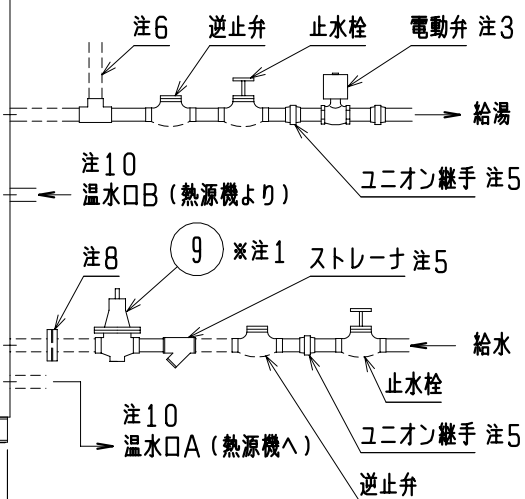 注6
逆止弁
止水栓
電動弁 注3
給湯
ユニオン継手 注5
注10
温水口B（熱源機より）
注8
9
※注1
ストレーナ 注5
給水
止水栓
注10
温水口A（熱源機へ）
ユニオン継手 注5
逆止弁